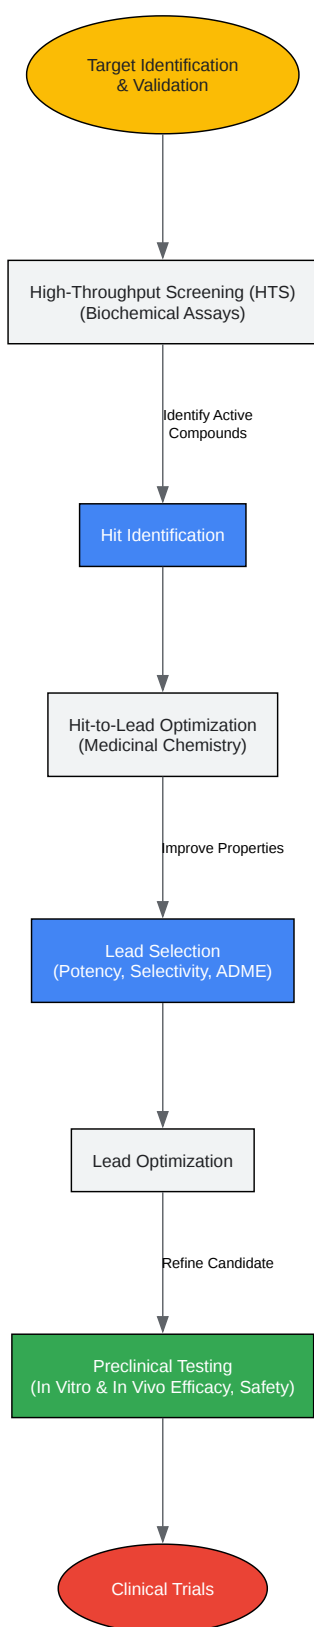 Target Identification
& Validation
High-Throughput Screening (HTS)
(Biochemical Assays)
Identify Active
Compounds
Hit Identification
Hit-to-Lead Optimization
(Medicinal Chemistry)
Improve Properties
Lead Selection
(Potency, Selectivity, ADME)
Lead Optimization
Refine Candidate
Preclinical Testing
(In Vitro & In Vivo Efficacy, Safety)
Clinical Trials